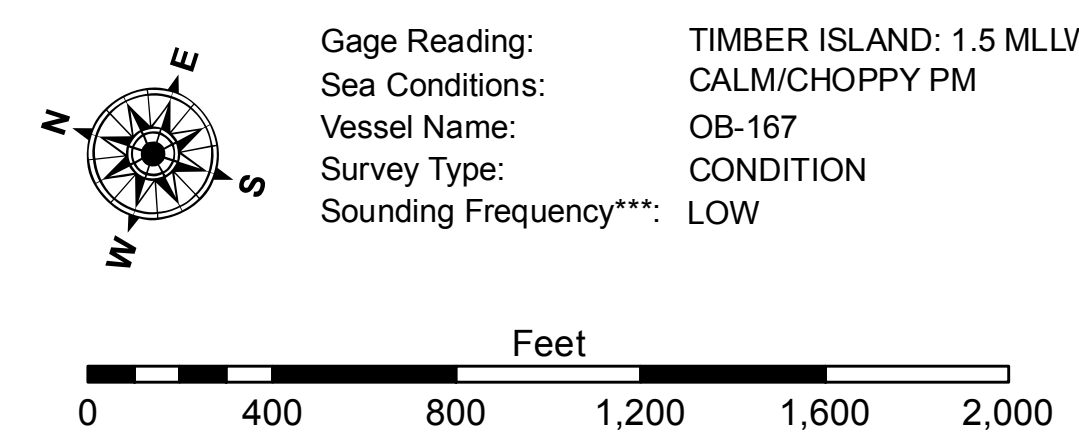 N E S W
Gage Reading: TIMBER ISLAND: 1.5 MLLW
Sea Conditions: CALM/CHOPPY PM
Vessel Name: OB-167
Survey Type: CONDITION
Sounding Frequency***: LOW
Feet
0 400 800 1,200 1,600 2,000